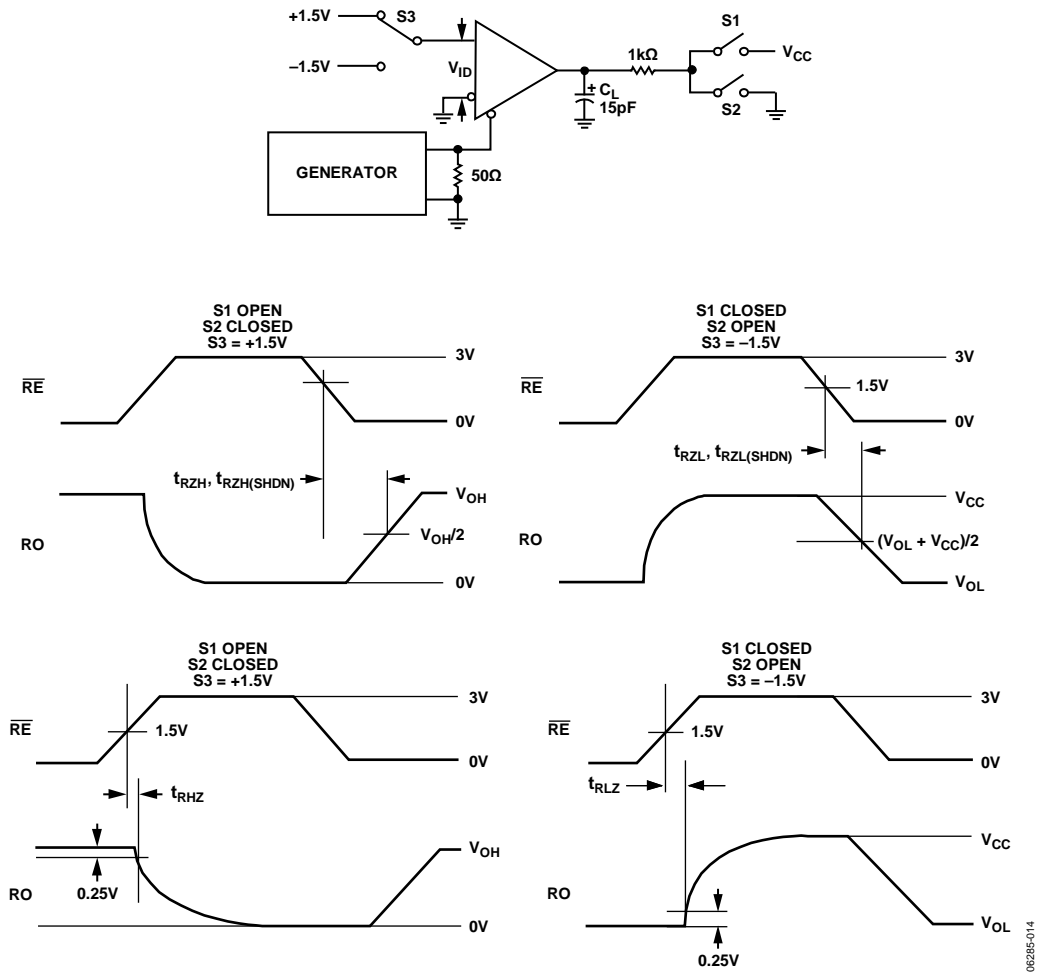 +1.5V
S3
–1.5V
V_ID
+ C_L
15pF
1kΩ
S1
V_CC
S2
GENERATOR
50Ω
S1 OPEN
S2 CLOSED
S3 = +1.5V
3V
RE
0V
t_RZH, t_RZH(SHDN)
V_OH
V_OH/2
RO
0V
S1 CLOSED
S2 OPEN
S3 = –1.5V
3V
RE
1.5V
0V
t_RZL, t_RZL(SHDN)
V_CC
RO
(V_OL + V_CC)/2
V_OL
S1 OPEN
S2 CLOSED
S3 = +1.5V
3V
RE
1.5V
0V
t_RHZ
V_OH
RO
0.25V
0V
S1 CLOSED
S2 OPEN
S3 = –1.5V
3V
RE
1.5V
0V
t_RLZ
V_CC
RO
V_OL
0.25V
06285-014